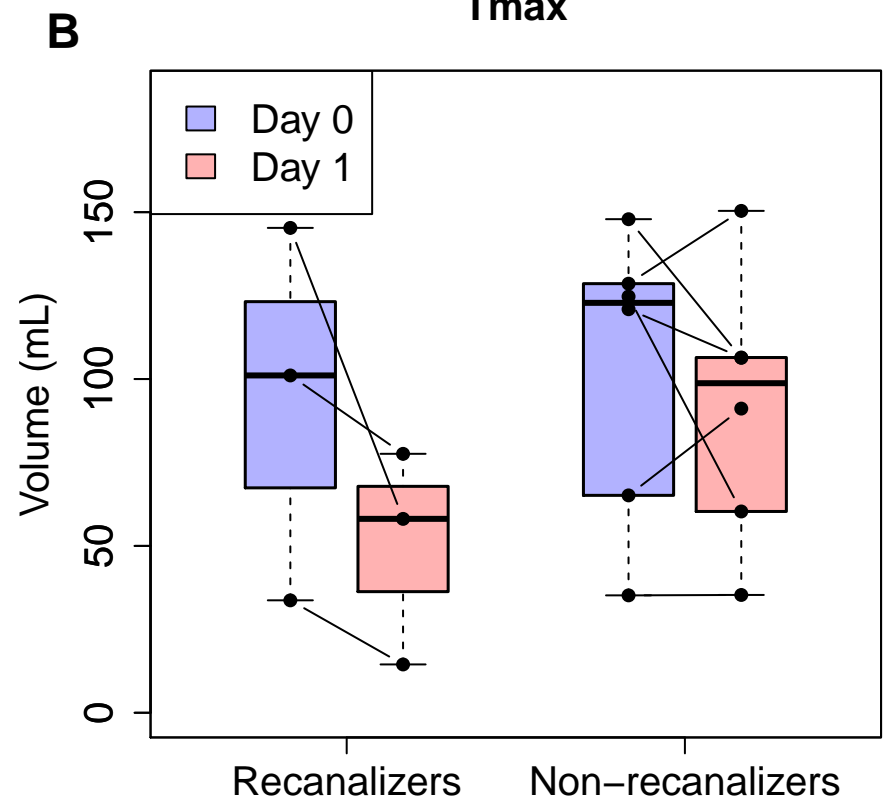 Tmax
B
Day 0
Day 1
Volume (mL)
150
100
50
0
Recanalizers
Non−recanalizers